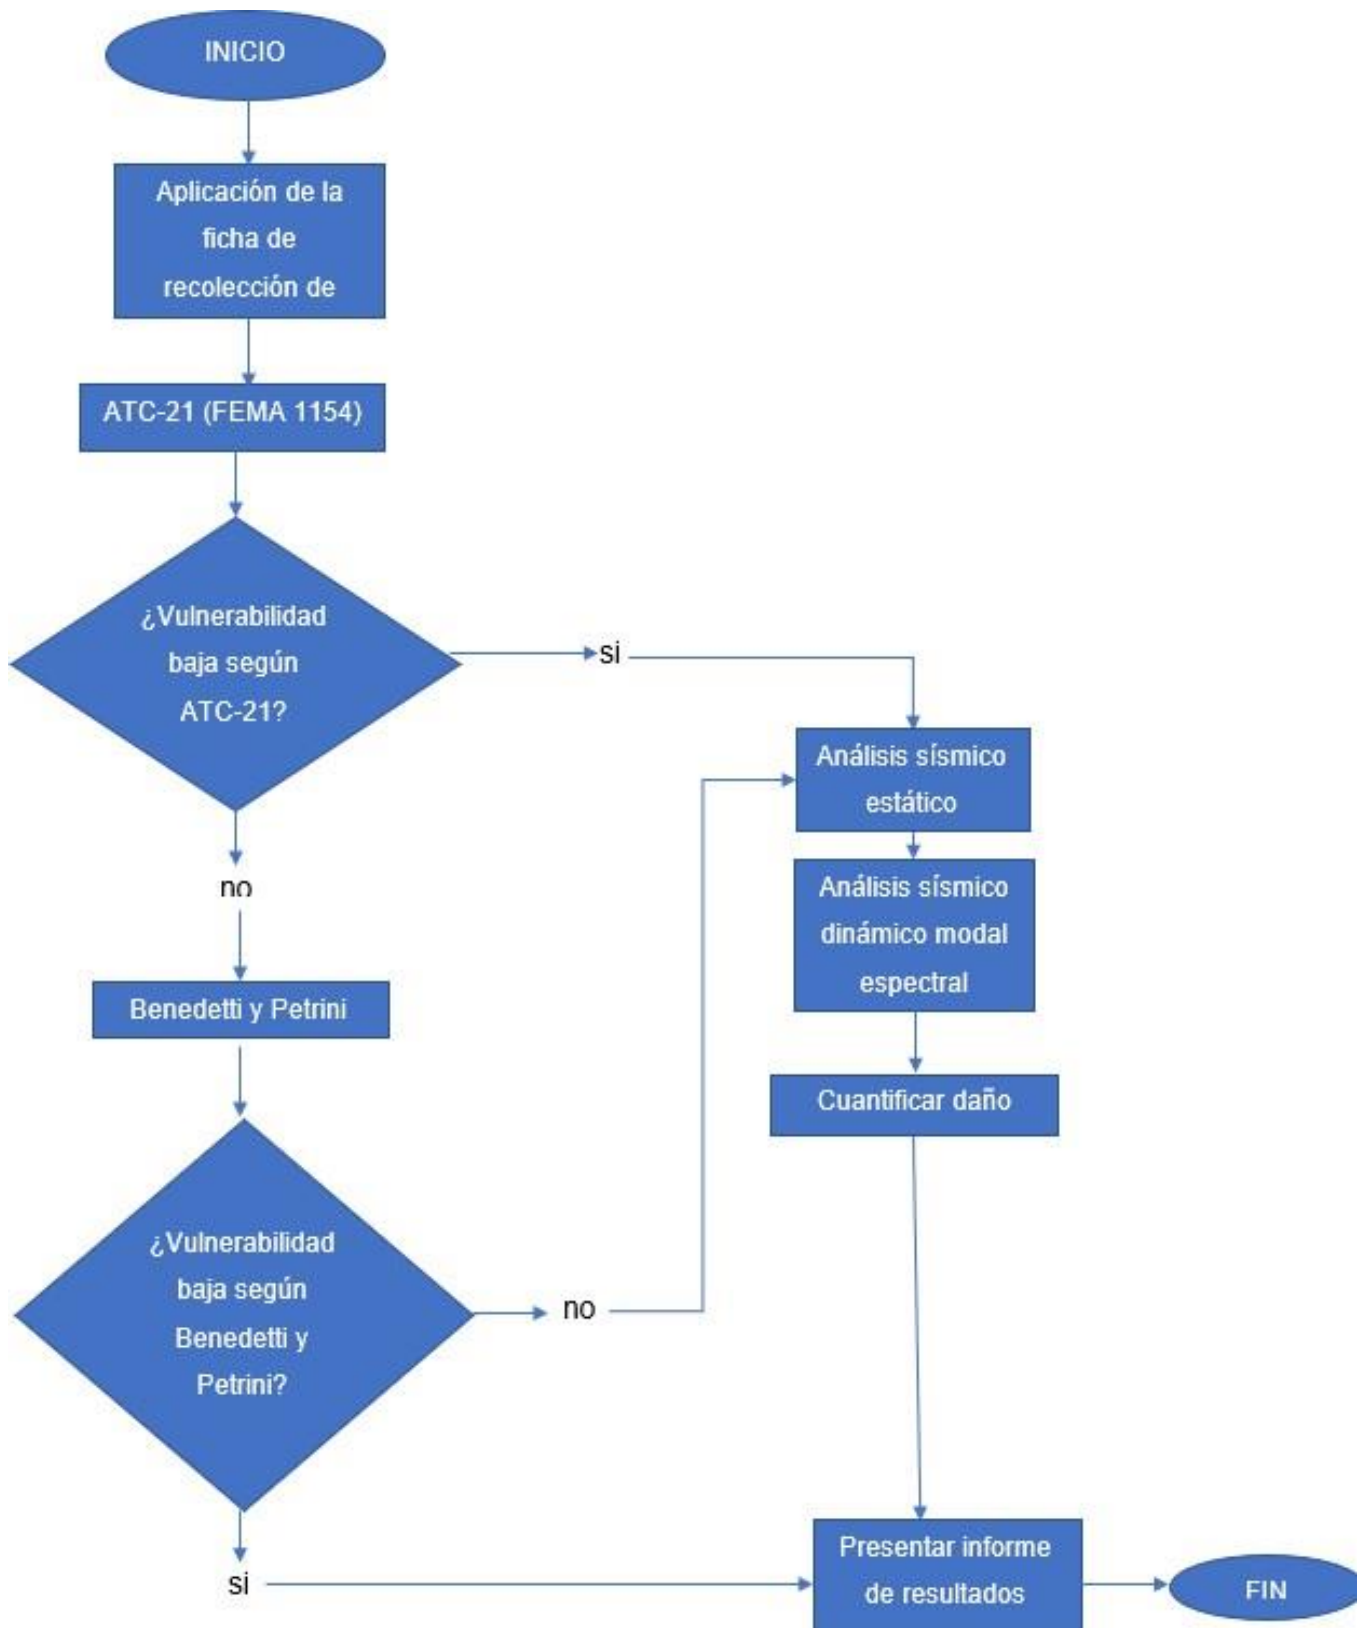 INICIO
Aplicación de la
ficha de
recolección de
ATC-21 (FEMA 1154)
¿Vulnerabilidad
baja según
ATC-21?
si
no
Análisis sísmico
estático
Análisis sísmico
dinámico modal
espectral
Benedetti y Petrini
Cuantificar daño
¿Vulnerabilidad
baja según
Benedetti y
Petrini?
no
si
Presentar informe
de resultados
FIN